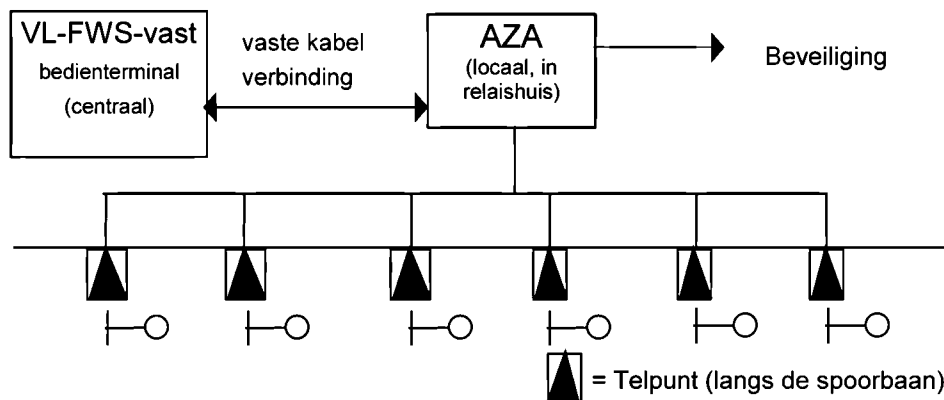 VL-FWS-vast
bedienterminal
(centraal)
vaste kabel
verbinding
AZA
(locaal, in
relaishuis)
Beveiliging
= Telpunt (langs de spoorbaan)